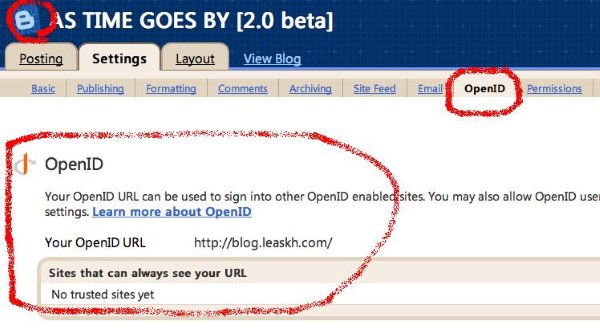 AS TIME GOES BY [2.0 beta]
Posting Settings Layout View Blog
Basic Publishing Formatting Comments Archiving Site Feed Email OpenID Permissions
OpenID
Your OpenID URL can be used to sign into other OpenID enabled sites. You may also allow OpenID use
settings. Learn more about OpenID
Your OpenID URL http://blog.leaskh.com/
Sites that can always see your URL
No trusted sites yet